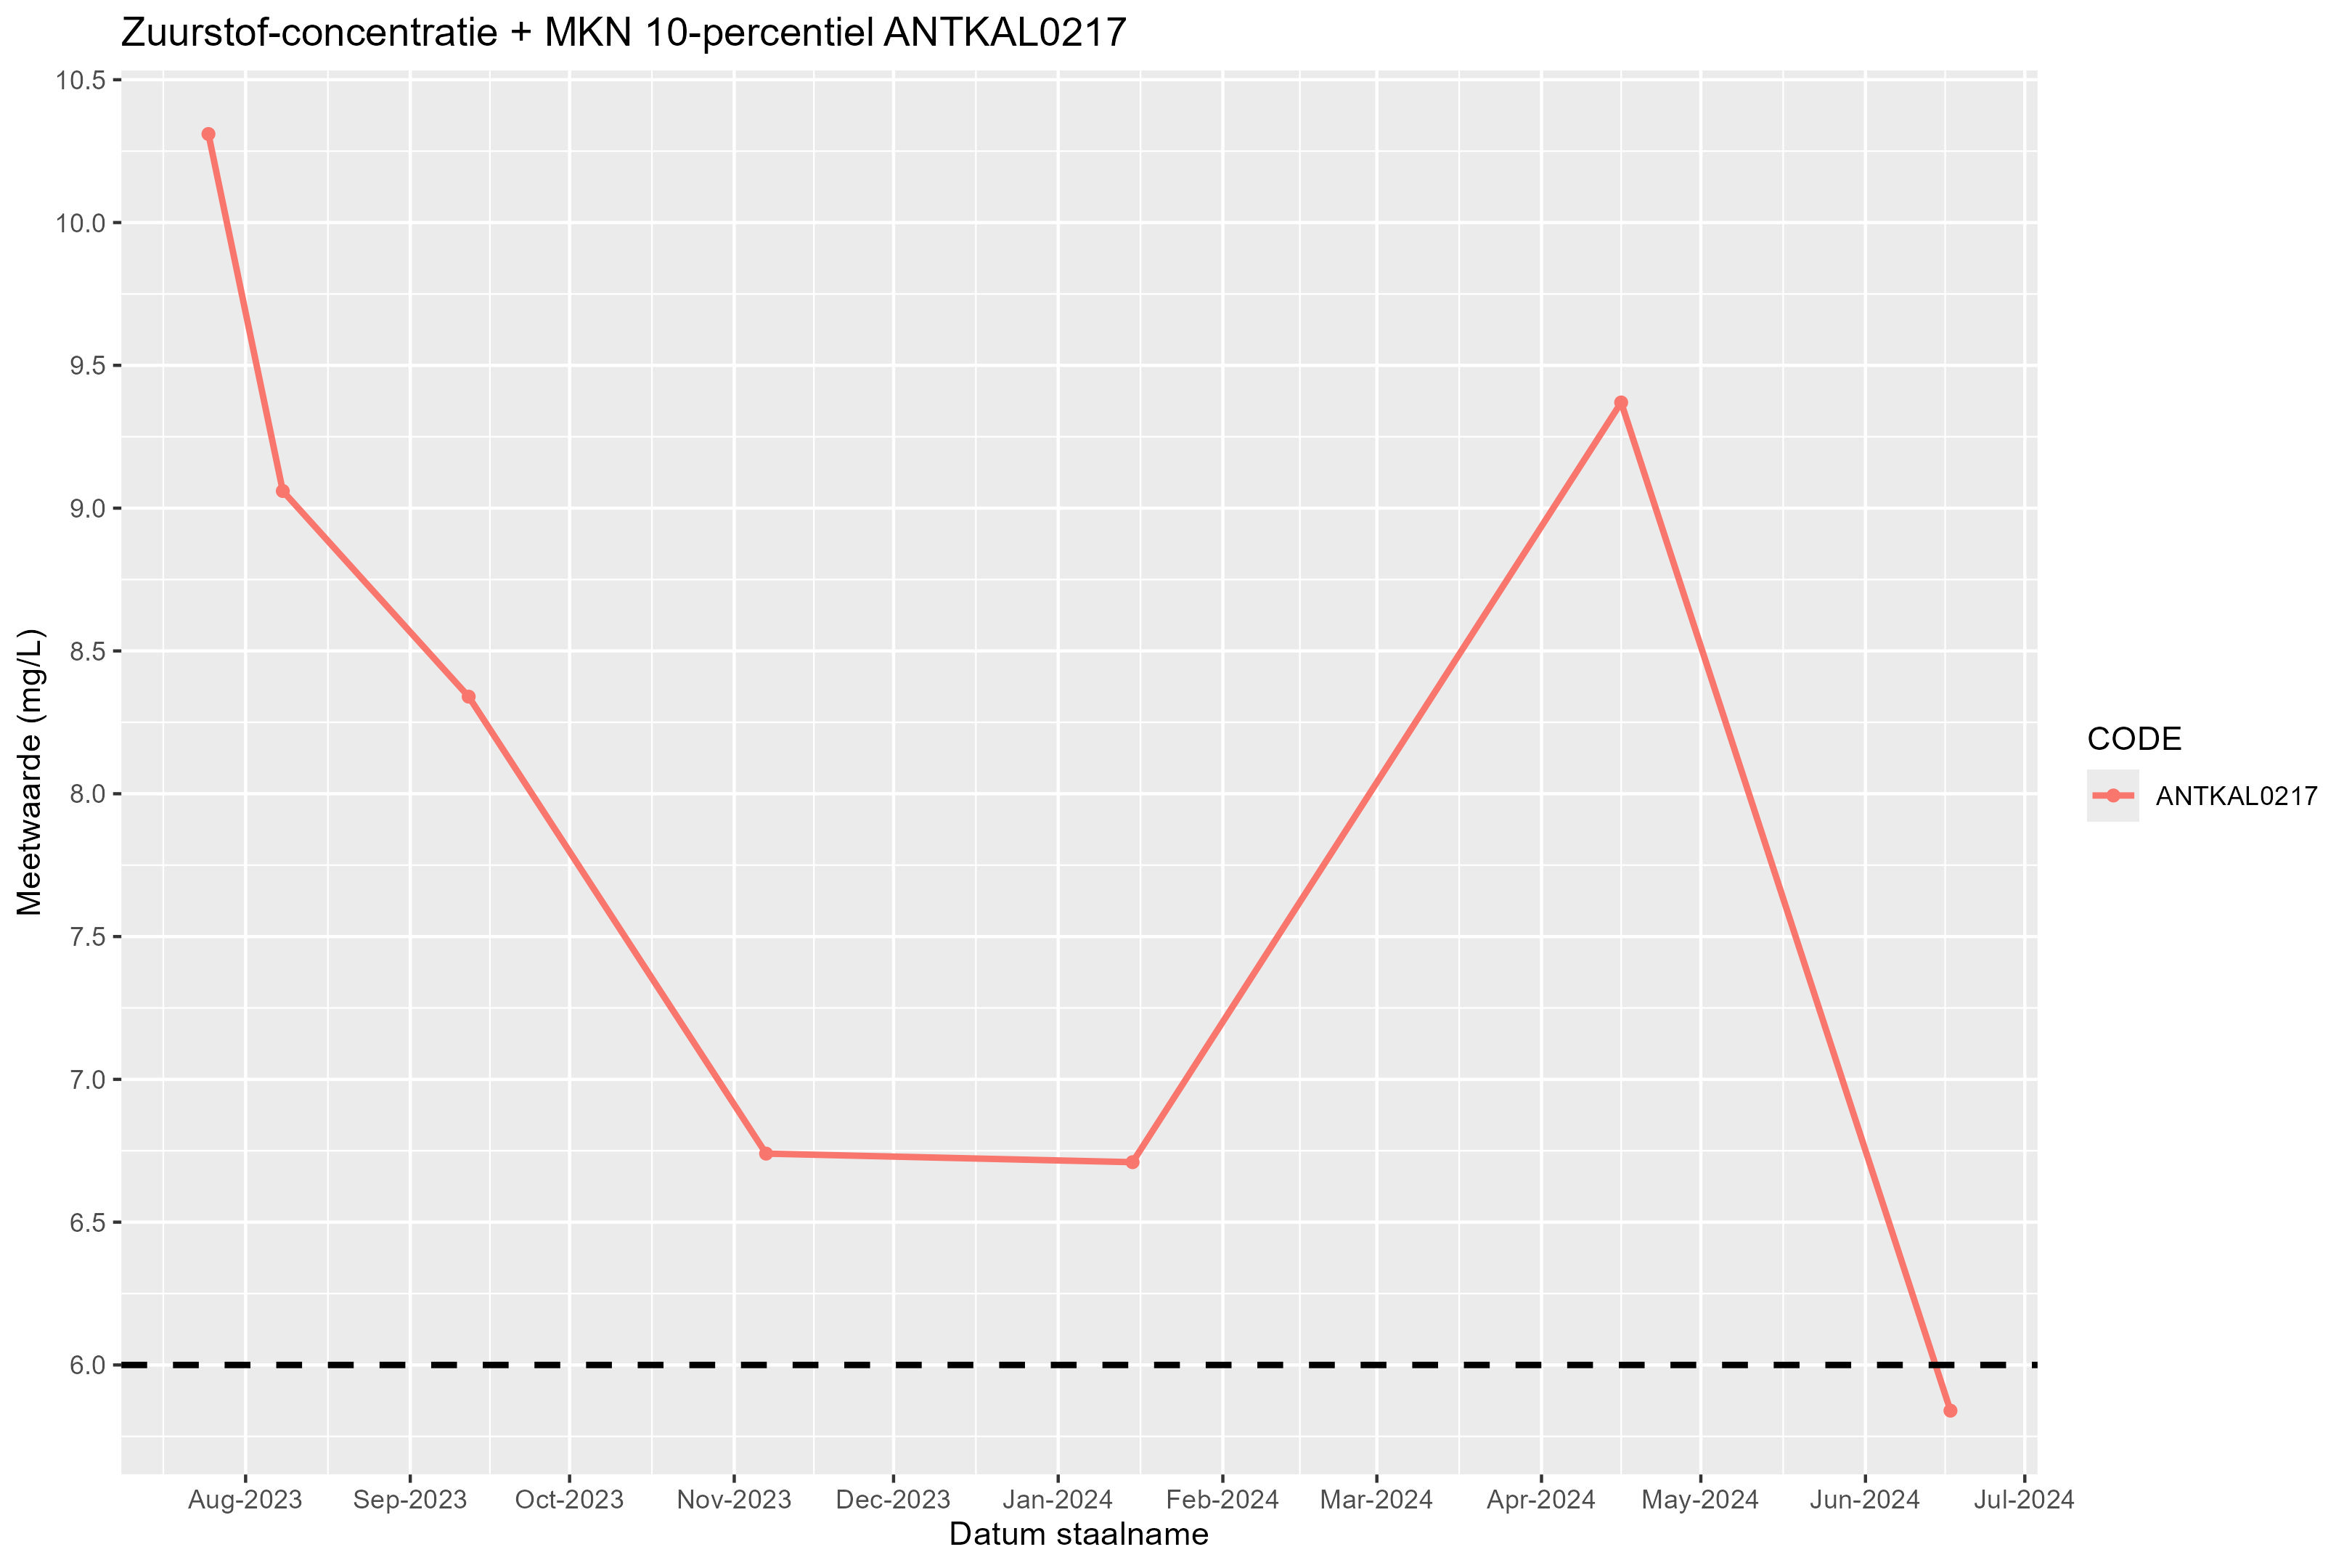 Zuurstof-concentratie + MKN 10-percentiel ANTKAL0217
Meetwaarde (mg/L)
10.5
10.0
9.5
9.0
8.5
8.0
7.5
7.0
6.5
6.0
Aug-2023 Sep-2023 Oct-2023 Nov-2023 Dec-2023 Jan-2024 Feb-2024 Mar-2024 Apr-2024 May-2024 Jun-2024 Jul-2024
Datum staalname
CODE
ANTKAL0217